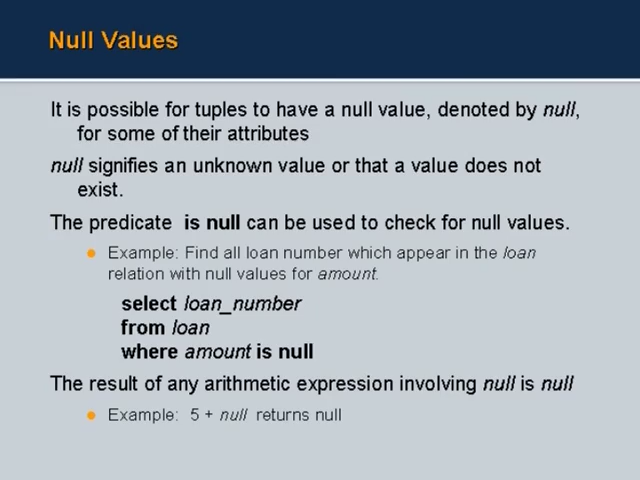 Null Values
It is possible for tuples to have a null value, denoted by null,
for some of their attributes
null signifies an unknown value or that a value does not
exist.
The predicate is null can be used to check for null values.
Example: Find all loan number which appear in the loan
relation with null values for amount.
select loan_number
from loan
where amount is null
The result of any arithmetic expression involving null is null
Example: 5 + null returns null